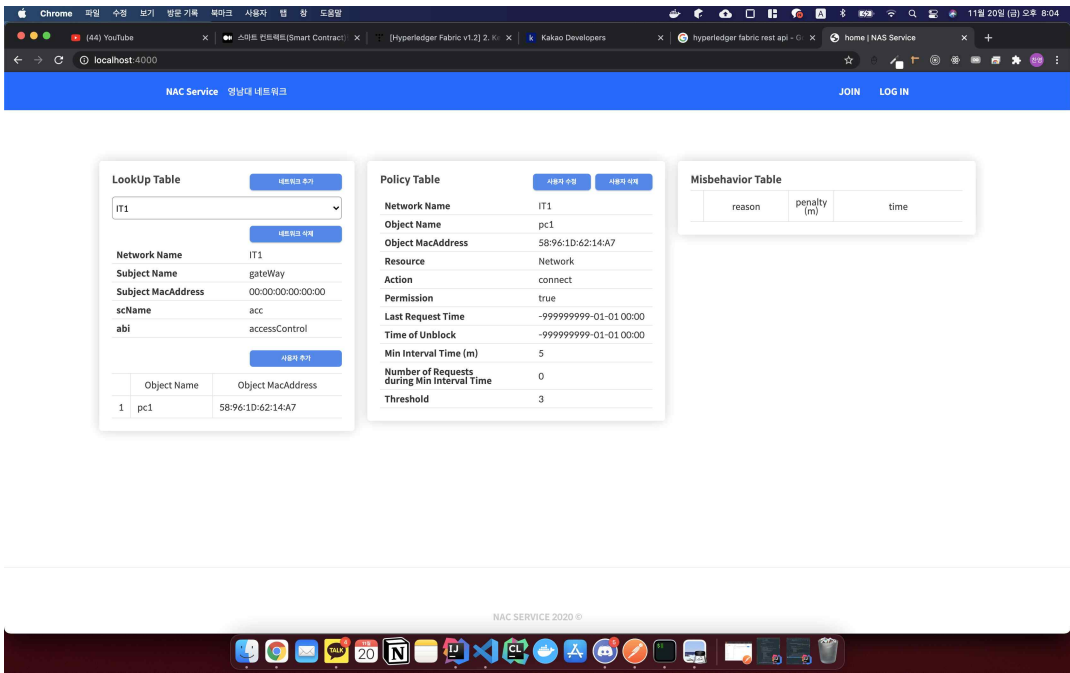 Chrome 파일 수정 보기 방문 기록 북마크 사용자 탭 창 도움말 11월 20일 (금) 오후 8:04
(44) YouTube 스마트 컨트랙트(Smart Contract) [Hyperledger Fabric v1.2] 2. Kakao Developers hyperledger fabric rest api - home | NAS Service
localhost:4000
NAC Service 영남대 네트워크 JOIN LOG IN
LookUp Table 네트워크 추가
IT1
네트워크 삭제
Network Name IT1
Subject Name gateWay
Subject MacAddress 00:00:00:00:00:00
scName acc
abi accessControl
사용자 추가
Object Name Object MacAddress
1 pc1 58:96:1D:62:14:A7
Policy Table 사용자 수정 사용자 삭제
Network Name IT1
Object Name pc1
Object MacAddress 58:96:1D:62:14:A7
Resource Network
Action connect
Permission true
Last Request Time -999999999-01-01 00:00
Time of Unblock -999999999-01-01 00:00
Min Interval Time (m) 5
Number of Requests
during Min Interval Time 0
Threshold 3
Misbehavior Table
reason penalty (m) time
NAC SERVICE 2020 ©
TALK
20